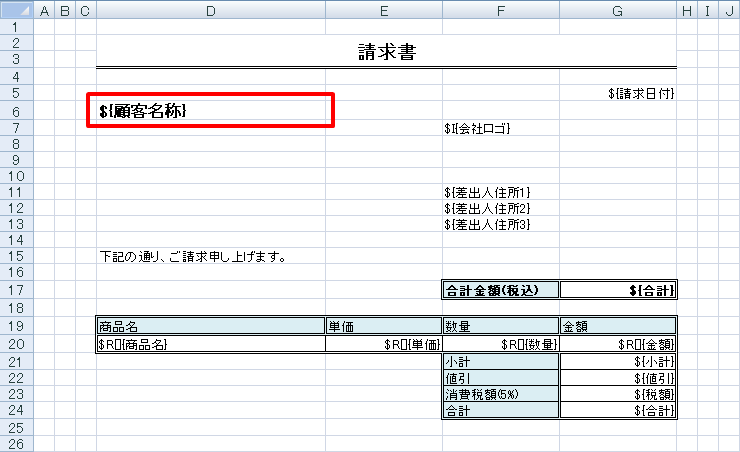 A B C D E F G H I J
1
2 請求書
3
4
5 ${請求日付}
6 ${顧客名称}
7 $I{会社ロゴ}
8
9
10
11 ${差出人住所1}
12 ${差出人住所2}
13 ${差出人住所3}
14
15 下記の通り、ご請求申し上げます。
16
17 合計金額(税込) ${合計}
18
19 商品名 単価 数量 金額
20 $R[]{商品名} $R[]{単価} $R[]{数量} $R[]{金額}
21 小計 ${小計}
22 値引 ${値引}
23 消費税額(5%) ${税額}
24 合計 ${合計}
25
26